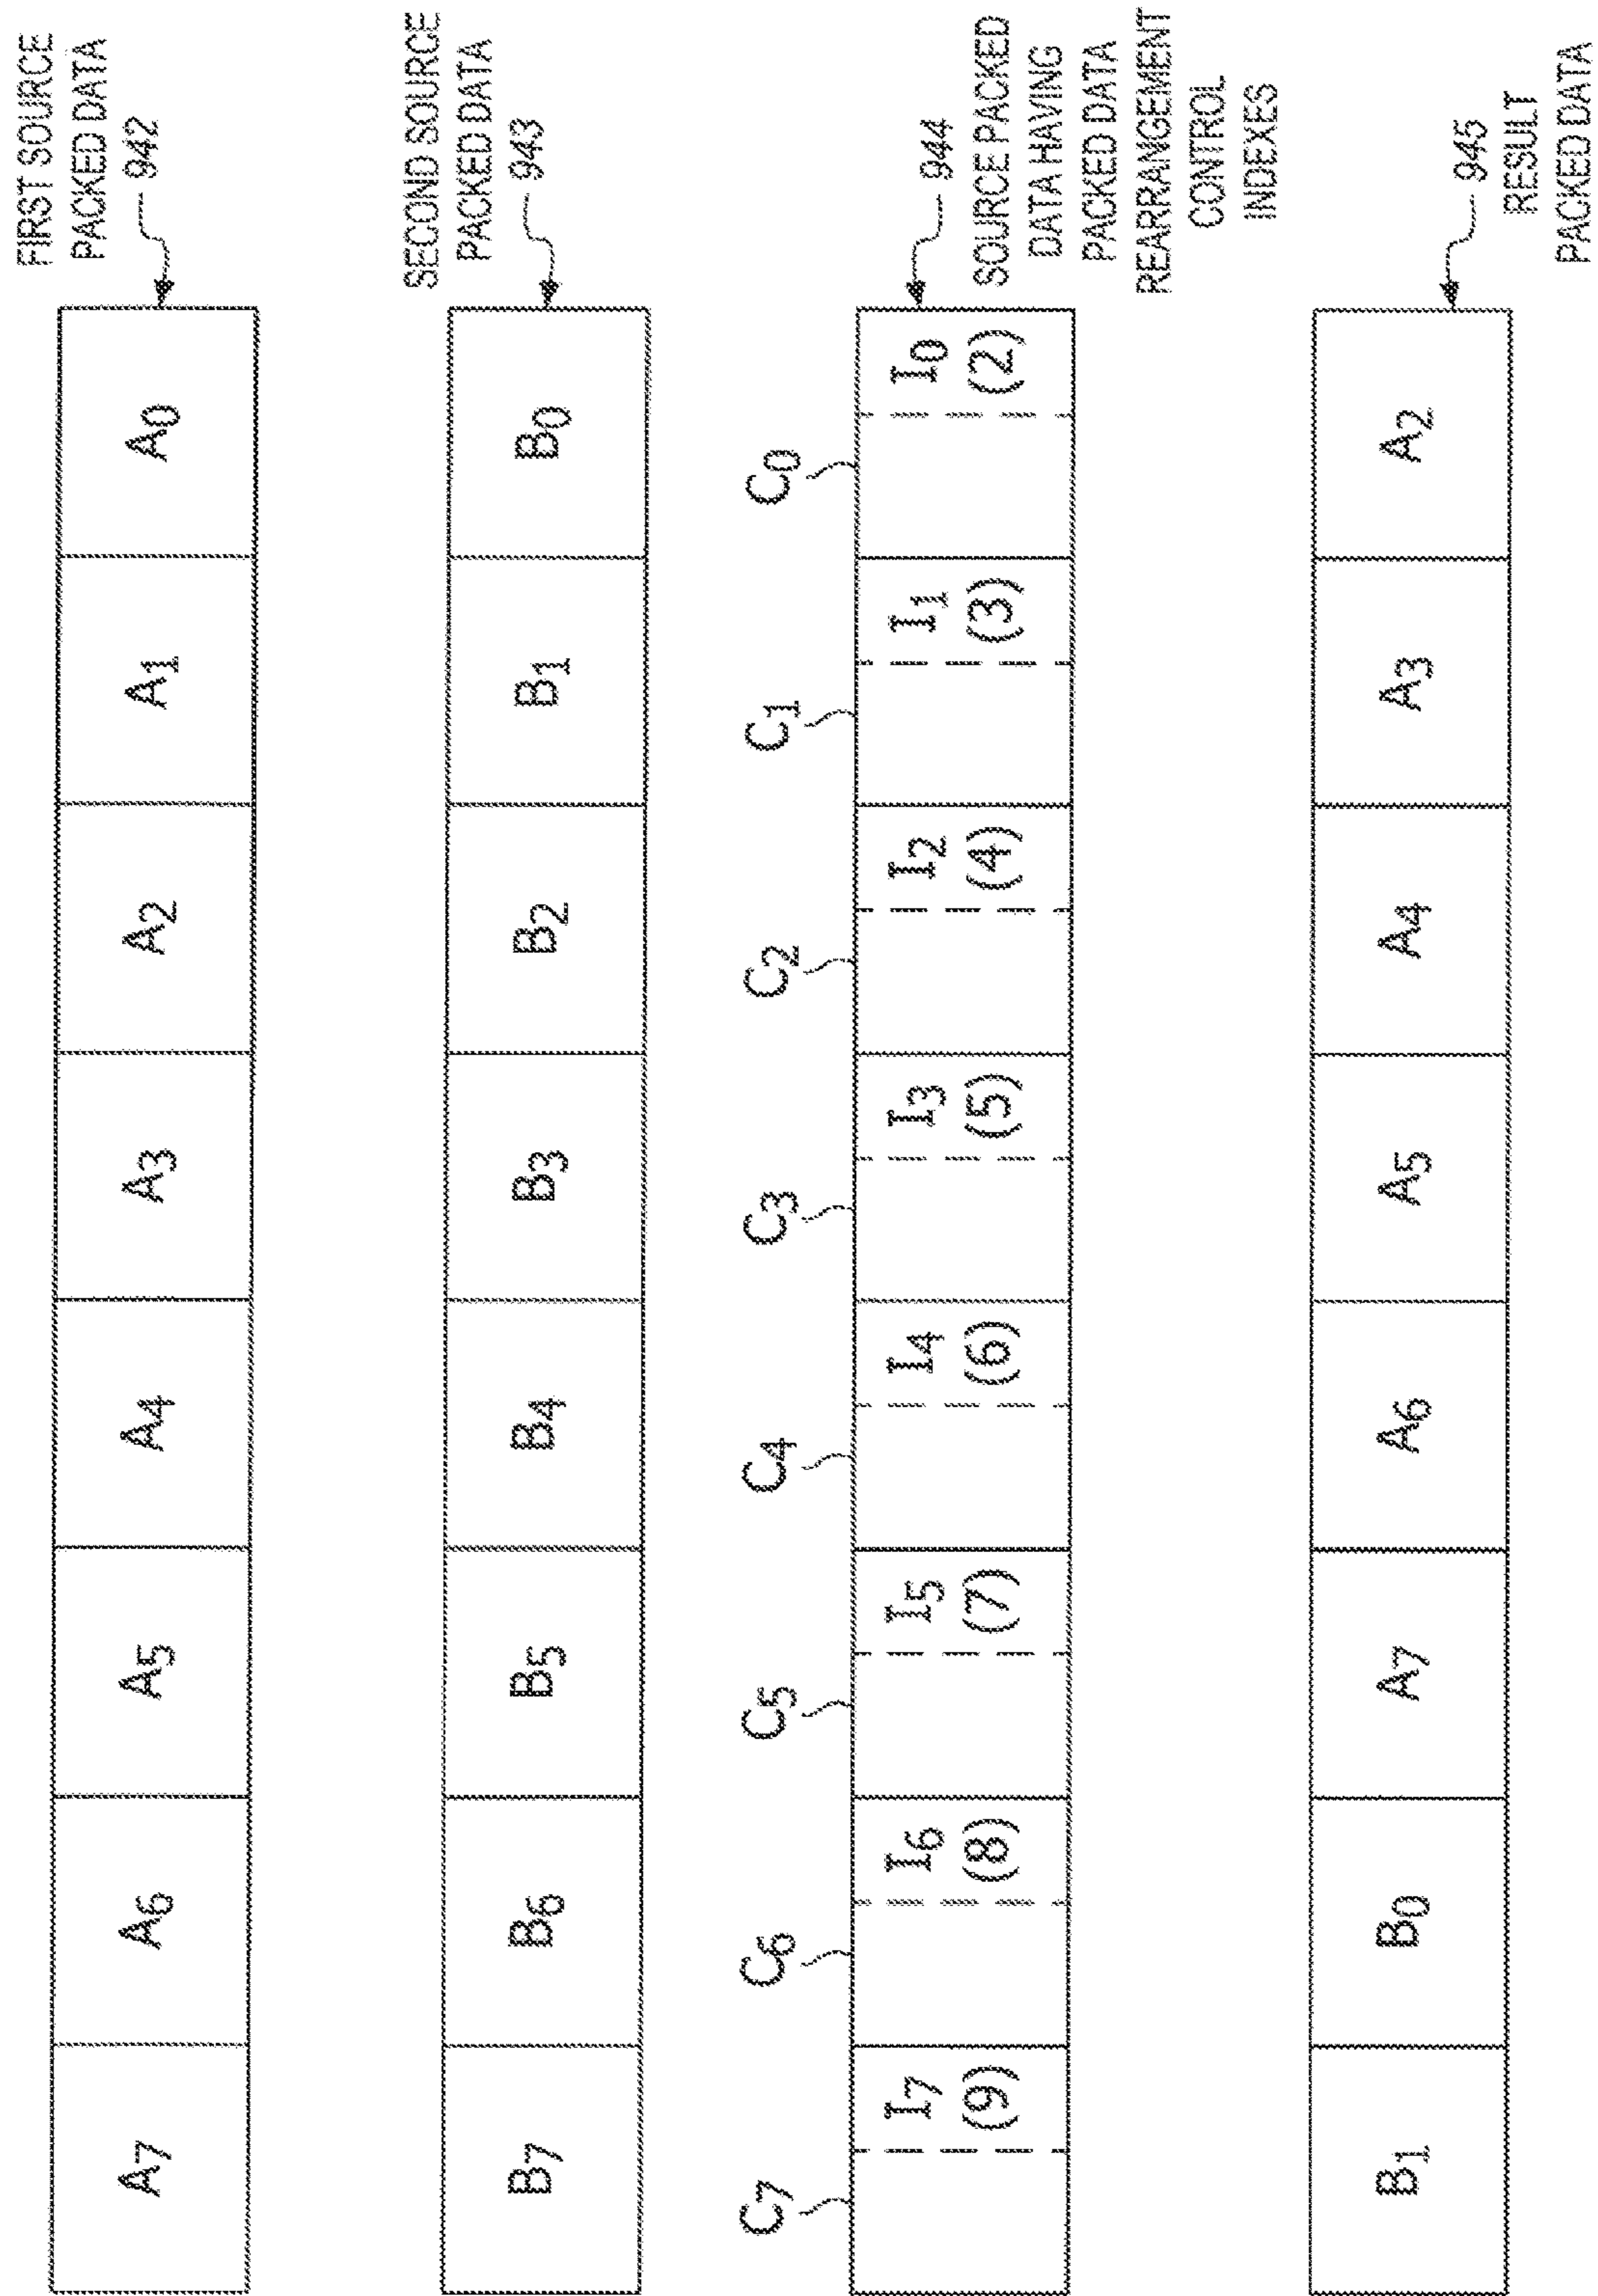 FIRST SOURCE
PACKED DATA
942
A7 A6 A5 A4 A3 A2 A1 A0
SECOND SOURCE
PACKED DATA
943
B7 B6 B5 B4 B3 B2 B1 B0
C7 C6 C5 C4 C3 C2 C1 C0
I7 I6 I5 I4 I3 I2 I1 I0
(9) (8) (7) (6) (5) (4) (3) (2)
944
SOURCE PACKED
DATA HAVING
PACKED DATA
REARRANGEMENT
CONTROL
INDEXES
B1 B0 A7 A6 A5 A4 A3 A2
945
RESULT
PACKED DATA